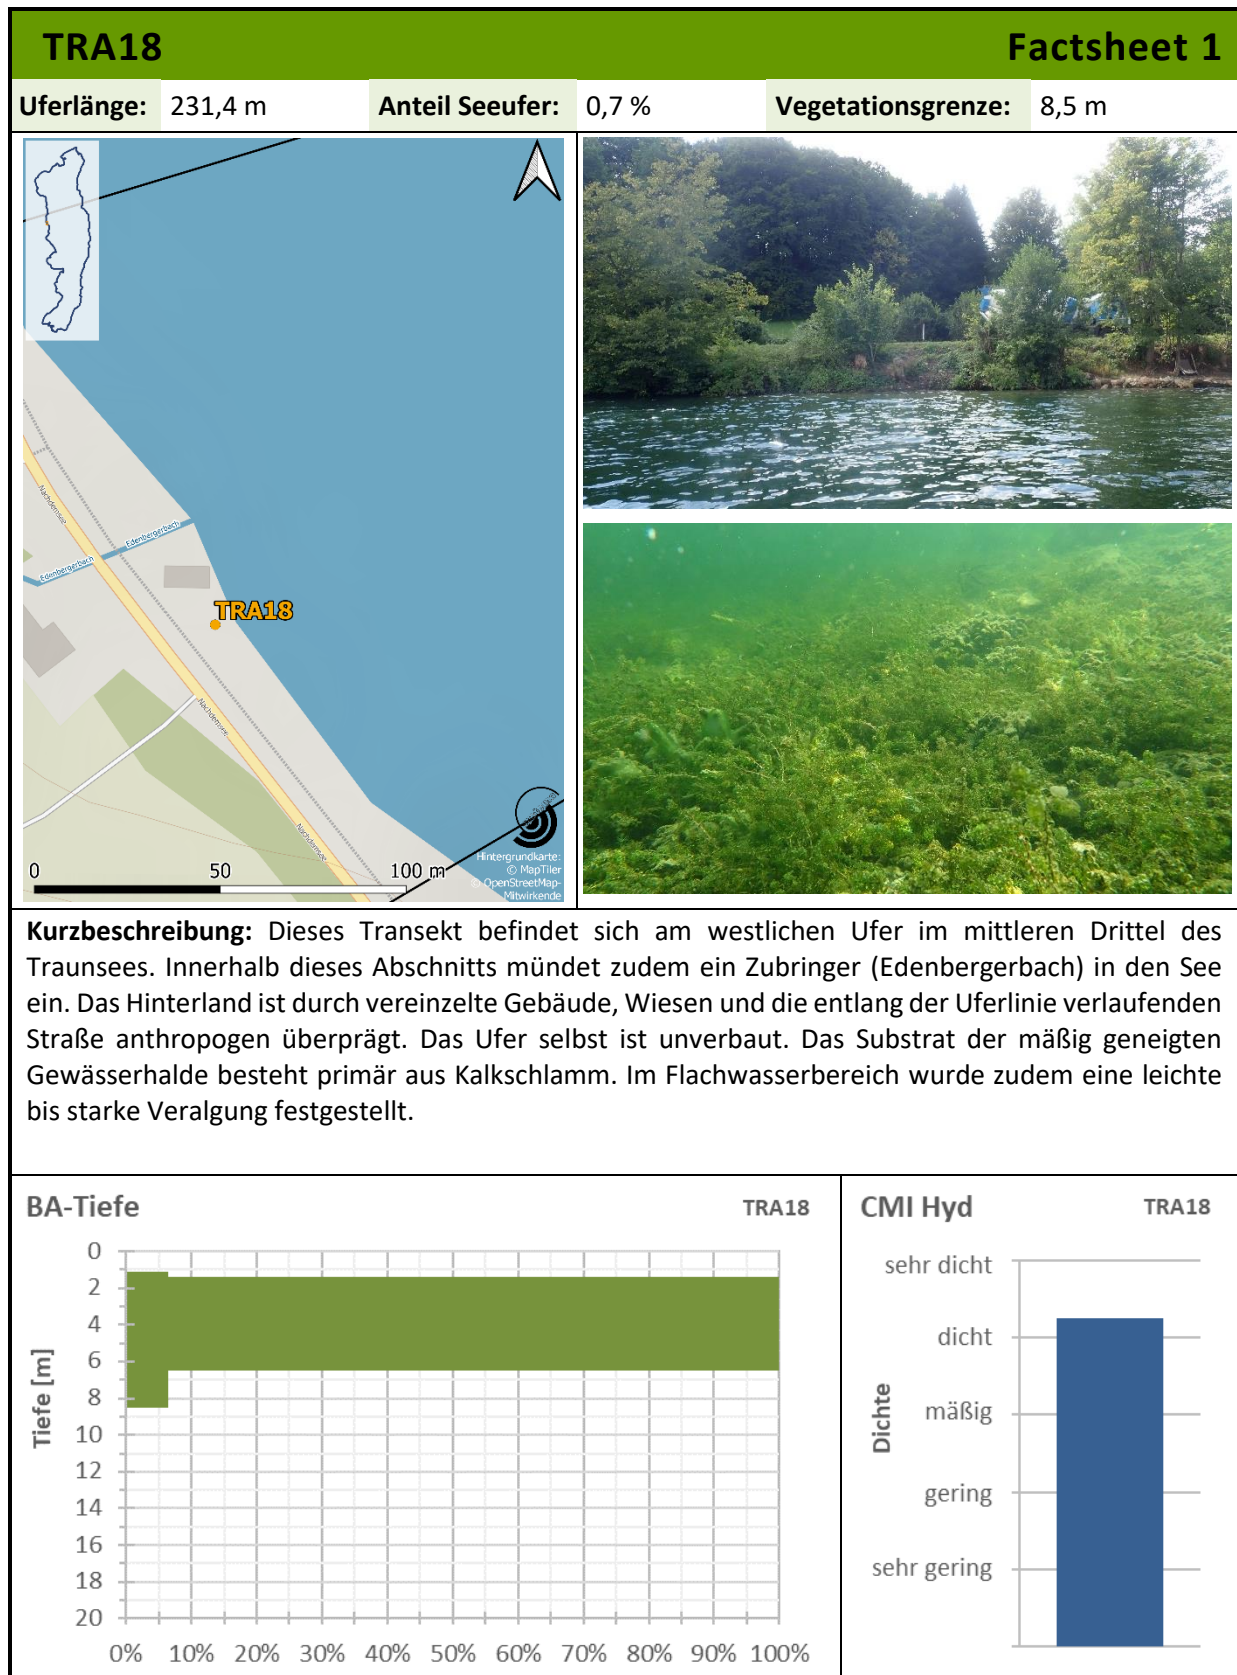 TRA18 Factsheet 1
Uferlänge: 231,4 m Anteil Seeufer: 0,7 % Vegetationsgrenze: 8,5 m
Nachdemsee
Edenbergerbach
Edenbergerbach
TRA18
Nachdemsee
Nachdemsee
0 50 100 m
Hintergrundkarte:
© MapTiler
© OpenStreetMap-
Mitwirkende
Kurzbeschreibung: Dieses Transekt befindet sich am westlichen Ufer im mittleren Drittel des
Traunsees. Innerhalb dieses Abschnitts mündet zudem ein Zubringer (Edenbergerbach) in den See
ein. Das Hinterland ist durch vereinzelte Gebäude, Wiesen und die entlang der Uferlinie verlaufenden
Straße anthropogen überprägt. Das Ufer selbst ist unverbaut. Das Substrat der mäßig geneigten
Gewässerhalde besteht primär aus Kalkschlamm. Im Flachwasserbereich wurde zudem eine leichte
bis starke Veralgung festgestellt.
BA-Tiefe TRA18
Tiefe [m]
0
2
4
6
8
10
12
14
16
18
20
0% 10% 20% 30% 40% 50% 60% 70% 80% 90% 100%
CMI Hyd TRA18
Dichte
sehr dicht
dicht
mäßig
gering
sehr gering